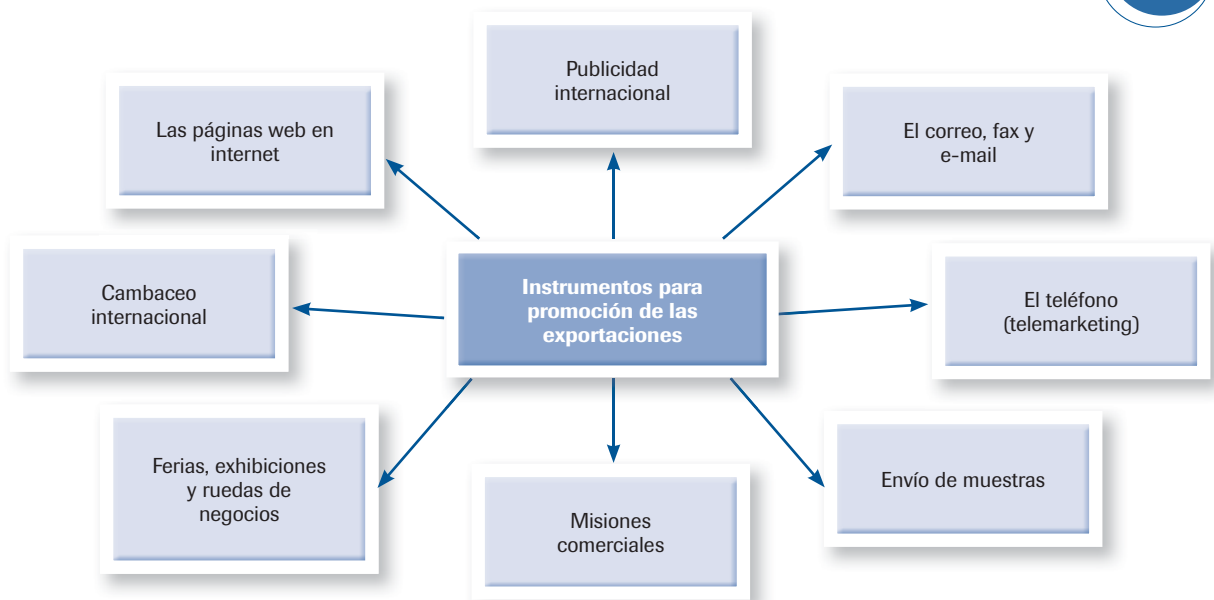 Publicidad
internacional
Las páginas web en
internet
El correo, fax y
e-mail
Cambaceo
internacional
Instrumentos para
promoción de las
exportaciones
El teléfono
(telemarketing)
Ferias, exhibiciones
y ruedas de
negocios
Misiones
comerciales
Envío de muestras